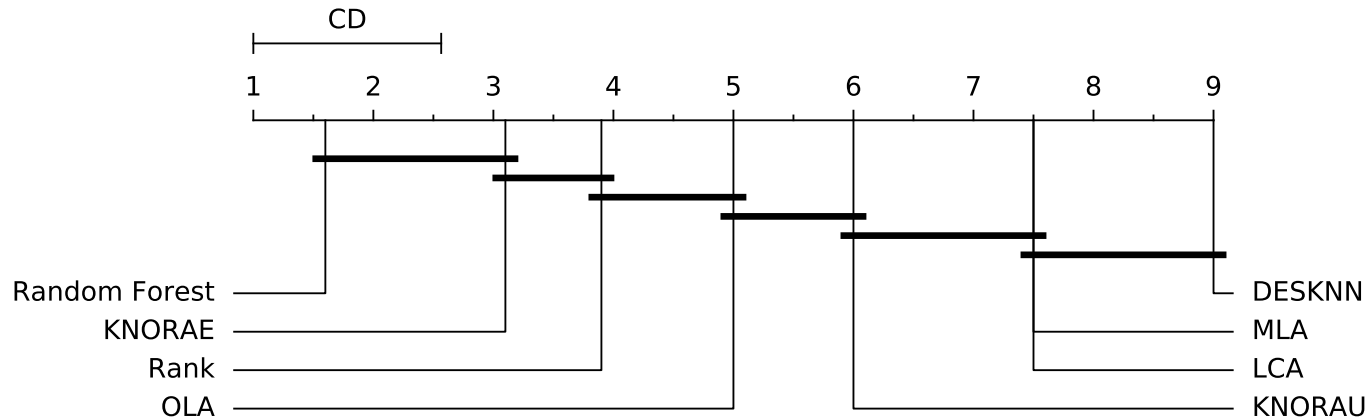 CD
1 2 3 4 5 6 7 8 9
Random Forest DESKNN
KNORAE MLA
Rank LCA
OLA KNORAU